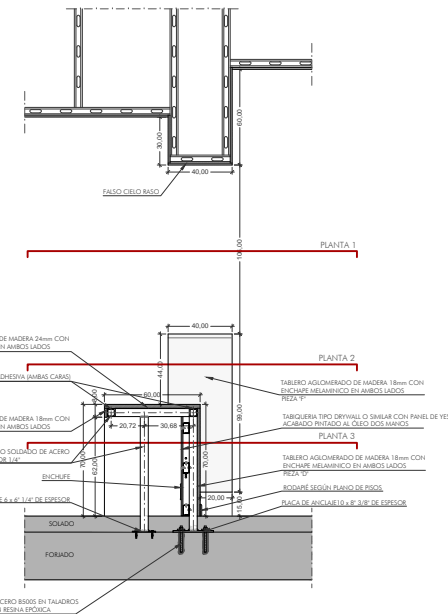 30,00
60,00
40,00
FALSO CIELO RASO
PLANTA 1
40,00
DE MADERA 24mm CON
EN AMBOS LADOS
44,00
PLANTA 2
ADHESIVA (AMBAS CARAS)
60,00
TABLERO AGLOMERADO DE MADERA 18mm CON
ENCHAPE MELAMINICO EN AMBOS LADOS
PIEZA "F"
99,00
DE MADERA 18mm CON
EN AMBOS LADOS
20,72
30,68
TABIQUERIA TIPO DRYWALL O SIMILAR CON PANEL DE YES
ACABADO PINTADO AL ÓLEO DOS MANOS
PLANTA 3
O SOLDADO DE ACERO
OR 1/4"
70,00
62,00
70,00
TABLERO AGLOMERADO DE MADERA 18mm CON
ENCHAPE MELAMINICO EN AMBOS LADOS
PIEZA "D"
ENCHUFE
RODAPIÉ SEGÚN PLANO DE PISOS
20,00
15,00
E 6 x 6" 1/4" DE ESPESOR
PLACA DE ANCLAJE10 x 8' 3/8' DE ESPESOR
SOLADO
FORJADO
CERO B500S EN TALADROS
N RESINA EPÓXICA